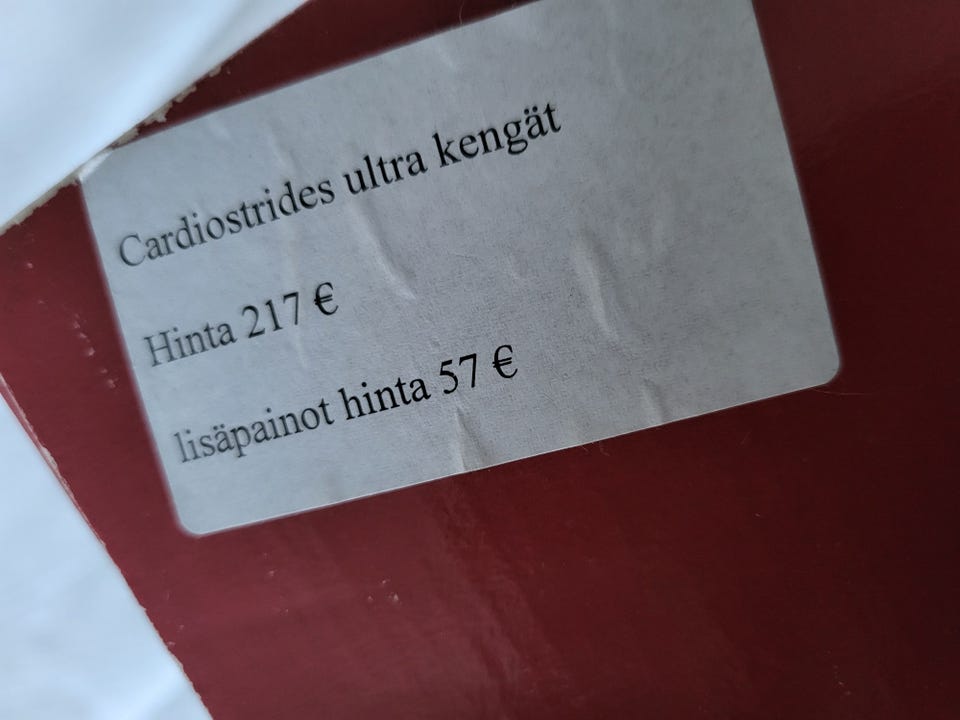 Cardiostrides ultra kengät
Hinta 217 €
lisäpainot hinta 57 €